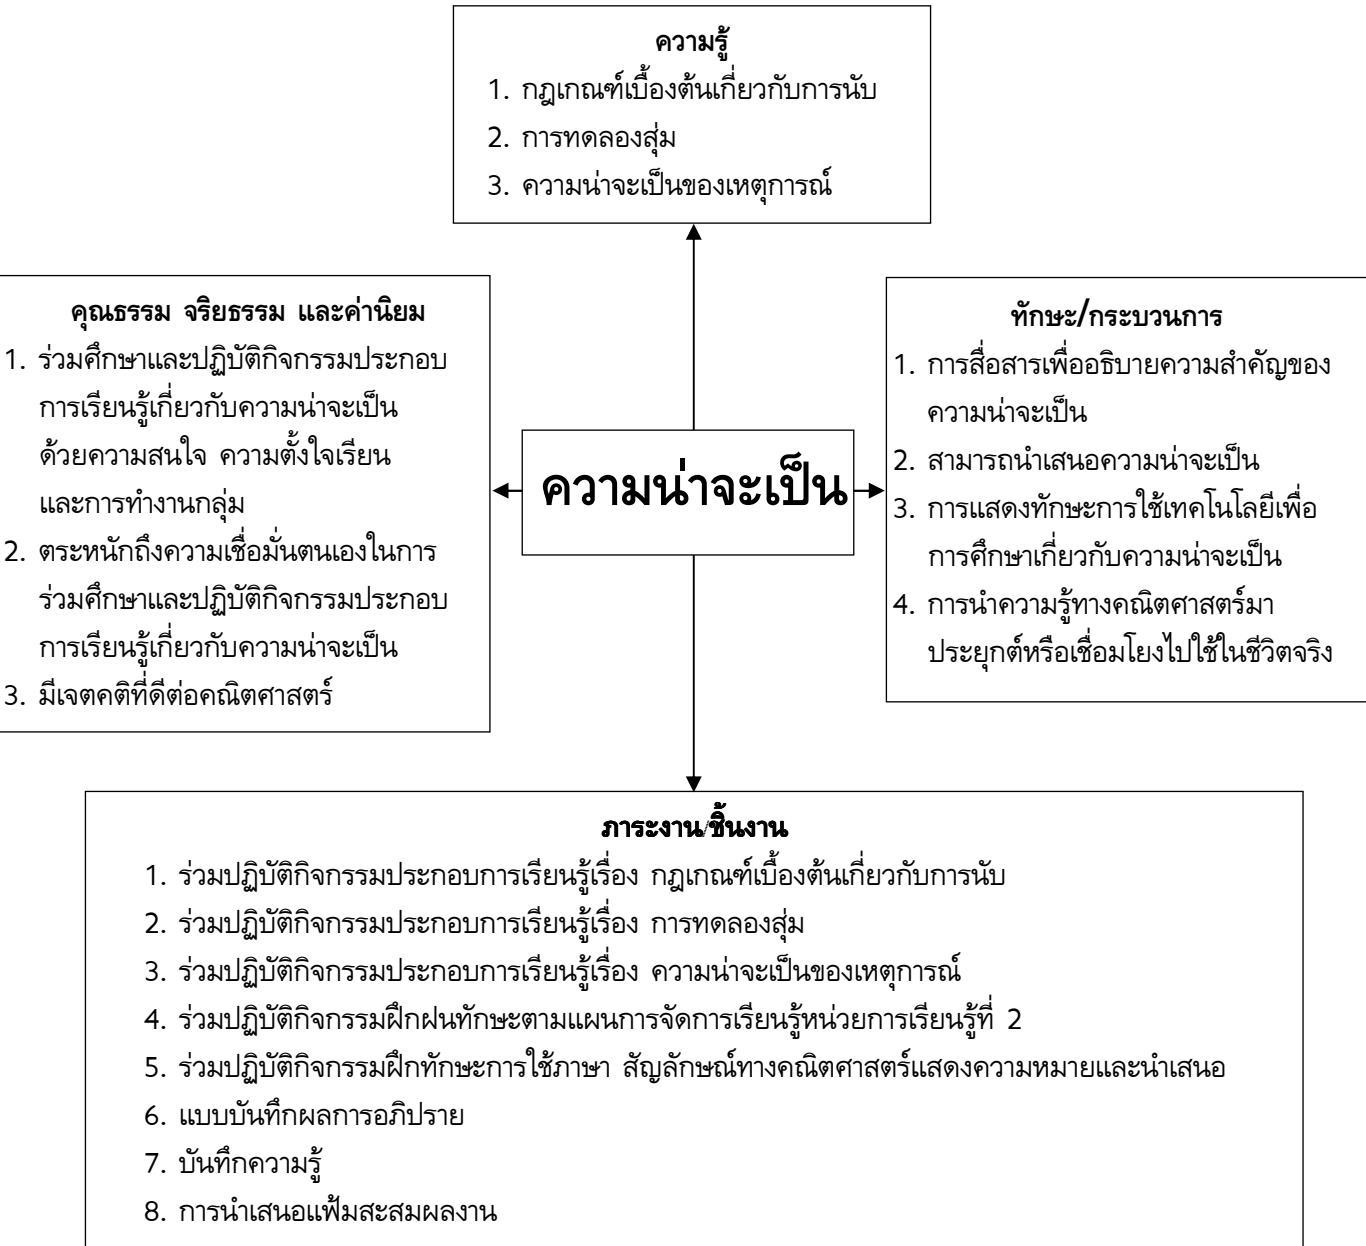 ความรู้
1. กฎเกณฑ์เบื้องต้นเกี่ยวกับการนับ
2. การทดลองสุ่ม
3. ความน่าจะเป็นของเหตุการณ์
คุณธรรม จริยธรรม และค่านิยม
1. ร่วมศึกษาและปฏิบัติกิจกรรมประกอบ
การเรียนรู้เกี่ยวกับความน่าจะเป็น
ด้วยความสนใจ ความตั้งใจเรียน
และการทำงานกลุ่ม
2. ตระหนักถึงความเชื่อมั่นตนเองในการ
ร่วมศึกษาและปฏิบัติกิจกรรมประกอบ
การเรียนรู้เกี่ยวกับความน่าจะเป็น
3. มีเจตคติที่ดีต่อคณิตศาสตร์
ความน่าจะเป็น
ทักษะ/กระบวนการ
1. การสื่อสารเพื่ออธิบายความสำคัญของ
ความน่าจะเป็น
2. สามารถนำเสนอความน่าจะเป็น
3. การแสดงทักษะการใช้เทคโนโลยีเพื่อ
การศึกษาเกี่ยวกับความน่าจะเป็น
4. การนำความรู้ทางคณิตศาสตร์มา
ประยุกต์หรือเชื่อมโยงไปใช้ในชีวิตจริง
ภาระงาน/ชิ้นงาน
1. ร่วมปฏิบัติกิจกรรมประกอบการเรียนรู้เรื่อง กฎเกณฑ์เบื้องต้นเกี่ยวกับการนับ
2. ร่วมปฏิบัติกิจกรรมประกอบการเรียนรู้เรื่อง การทดลองสุ่ม
3. ร่วมปฏิบัติกิจกรรมประกอบการเรียนรู้เรื่อง ความน่าจะเป็นของเหตุการณ์
4. ร่วมปฏิบัติกิจกรรมฝึกฝนทักษะตามแผนการจัดการเรียนรู้หน่วยการเรียนรู้ที่ 2
5. ร่วมปฏิบัติกิจกรรมฝึกทักษะการใช้ภาษา สัญลักษณ์ทางคณิตศาสตร์แสดงความหมายและนำเสนอ
6. แบบบันทึกผลการอภิปราย
7. บันทึกความรู้
8. การนำเสนอแฟ้มสะสมผลงาน